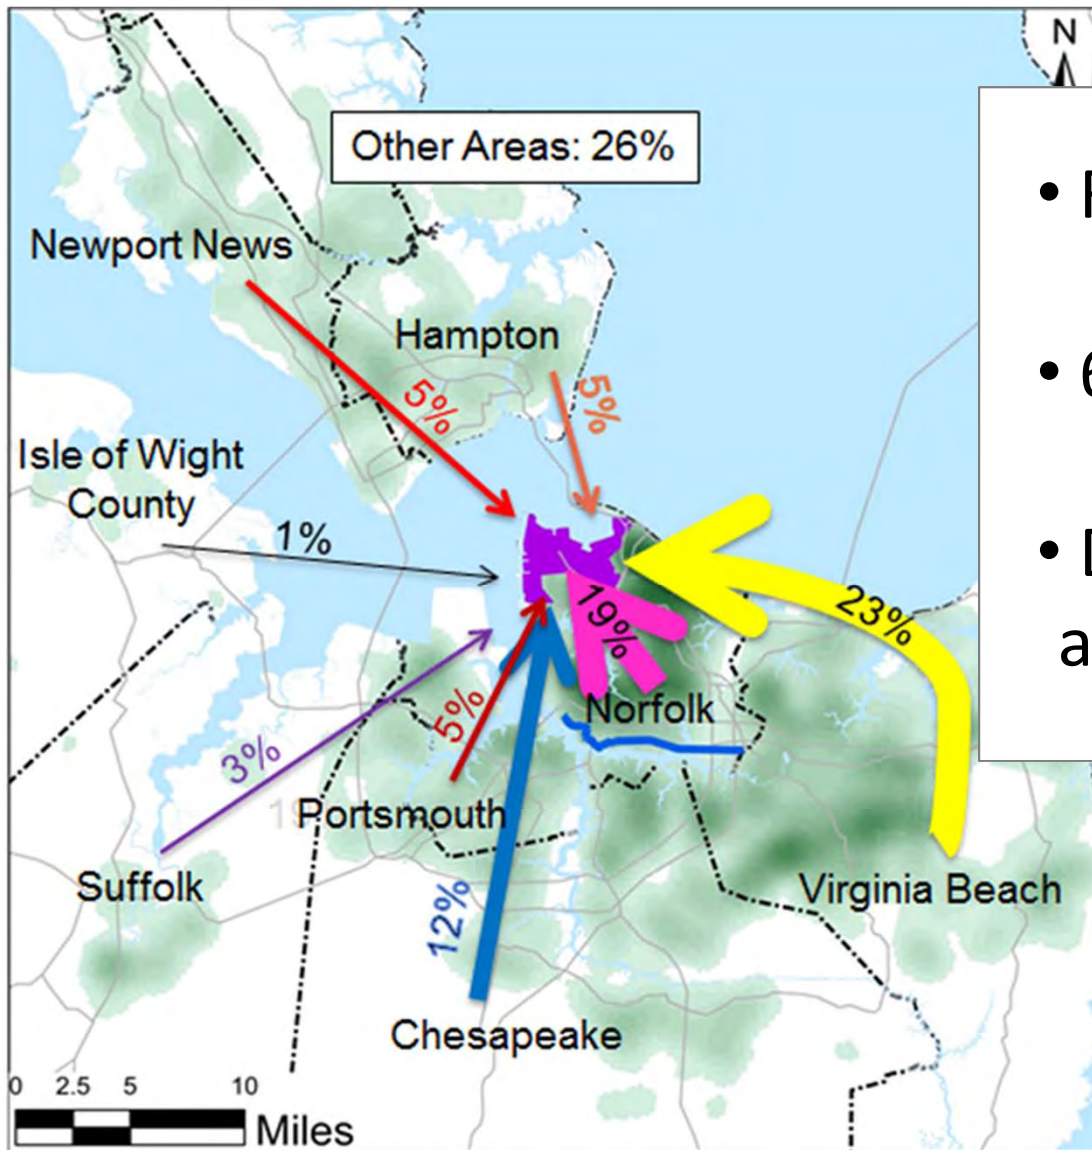 N
Other Areas: 26%
Newport News
Hampton
5%
5%
Isle of Wight
County
1%
19%
23%
Norfolk
5%
3%
Portsmouth
Suffolk
12%
Virginia Beach
Chesapeake
0 2.5 5 10
Miles
•
• 6
•
a